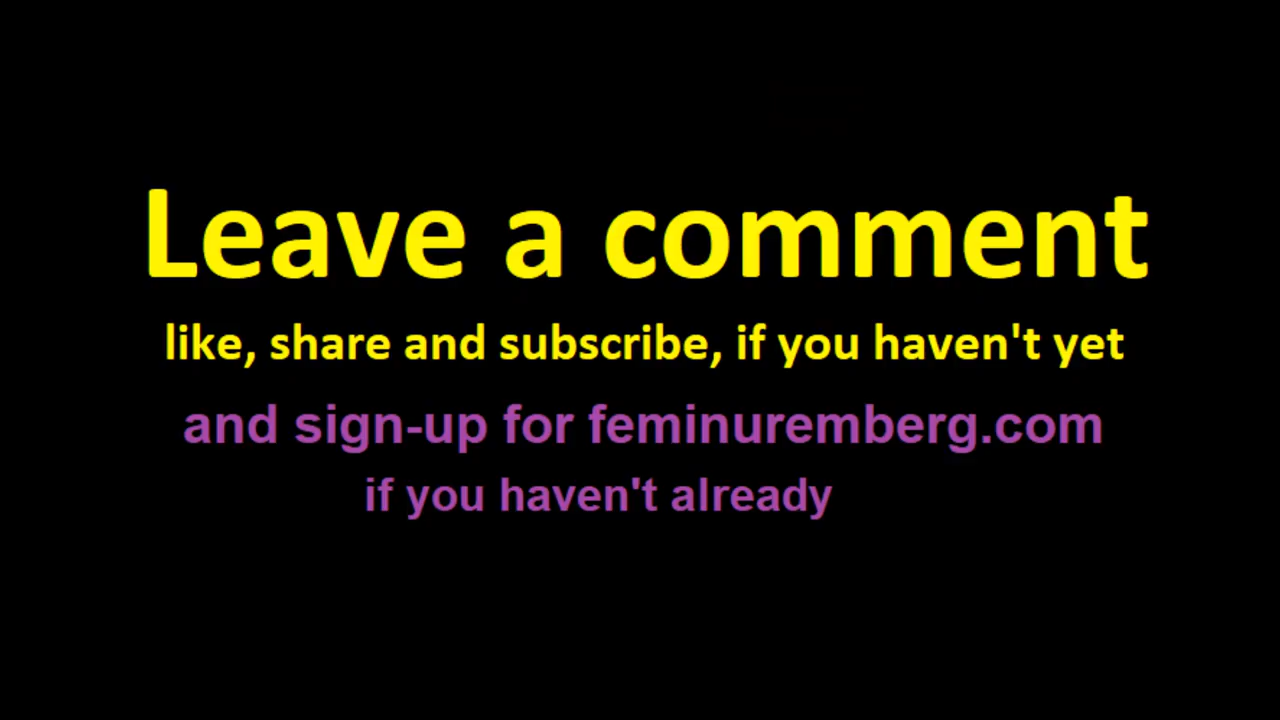 Leave a comment
like, share and subscribe, if you haven't yet
and sign-up for feminuremberg.com
if you haven't already